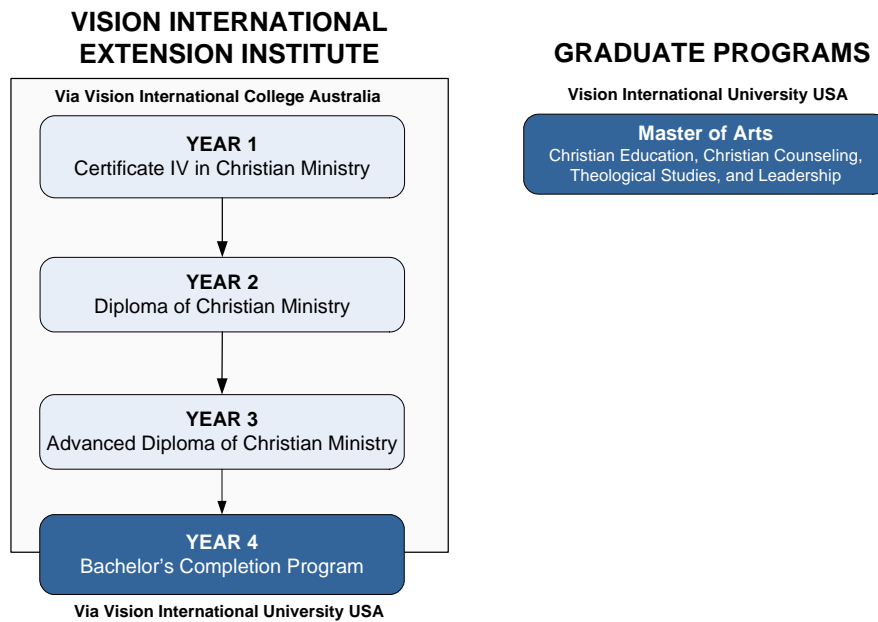 VISION INTERNATIONAL
EXTENSION INSTITUTE
Via Vision International College Australia
YEAR 1
Certificate IV in Christian Ministry
YEAR 2
Diploma of Christian Ministry
YEAR 3
Advanced Diploma of Christian Ministry
YEAR 4
Bachelor’s Completion Program
Via Vision International University USA
GRADUATE PROGRAMS
Vision International University USA
Master of Arts
Christian Education, Christian Counseling,
Theological Studies, and Leadership